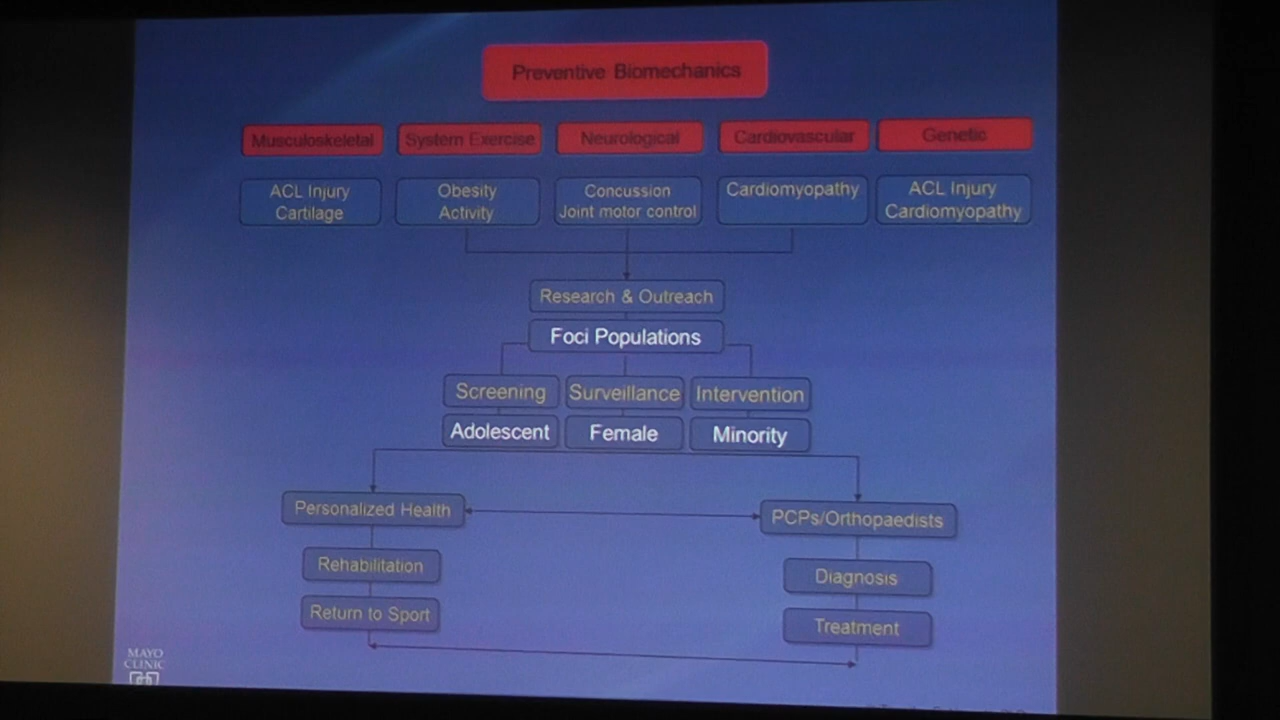 Preventive Biomechanics
Musculoskeletal
System Exercise
Neurological
Cardiovascular
Genetic
ACL Injury
Cartilage
Obesity
Activity
Concussion
Joint motor control
Cardiomyopathy
ACL Injury
Cardiomyopathy
Research & Outreach
Foci Populations
Screening
Surveillance
Intervention
Adolescent
Female
Minority
Personalized Health
PCPs/Orthopaedists
Rehabilitation
Diagnosis
Return to Sport
Treatment
MAYO
CLINIC